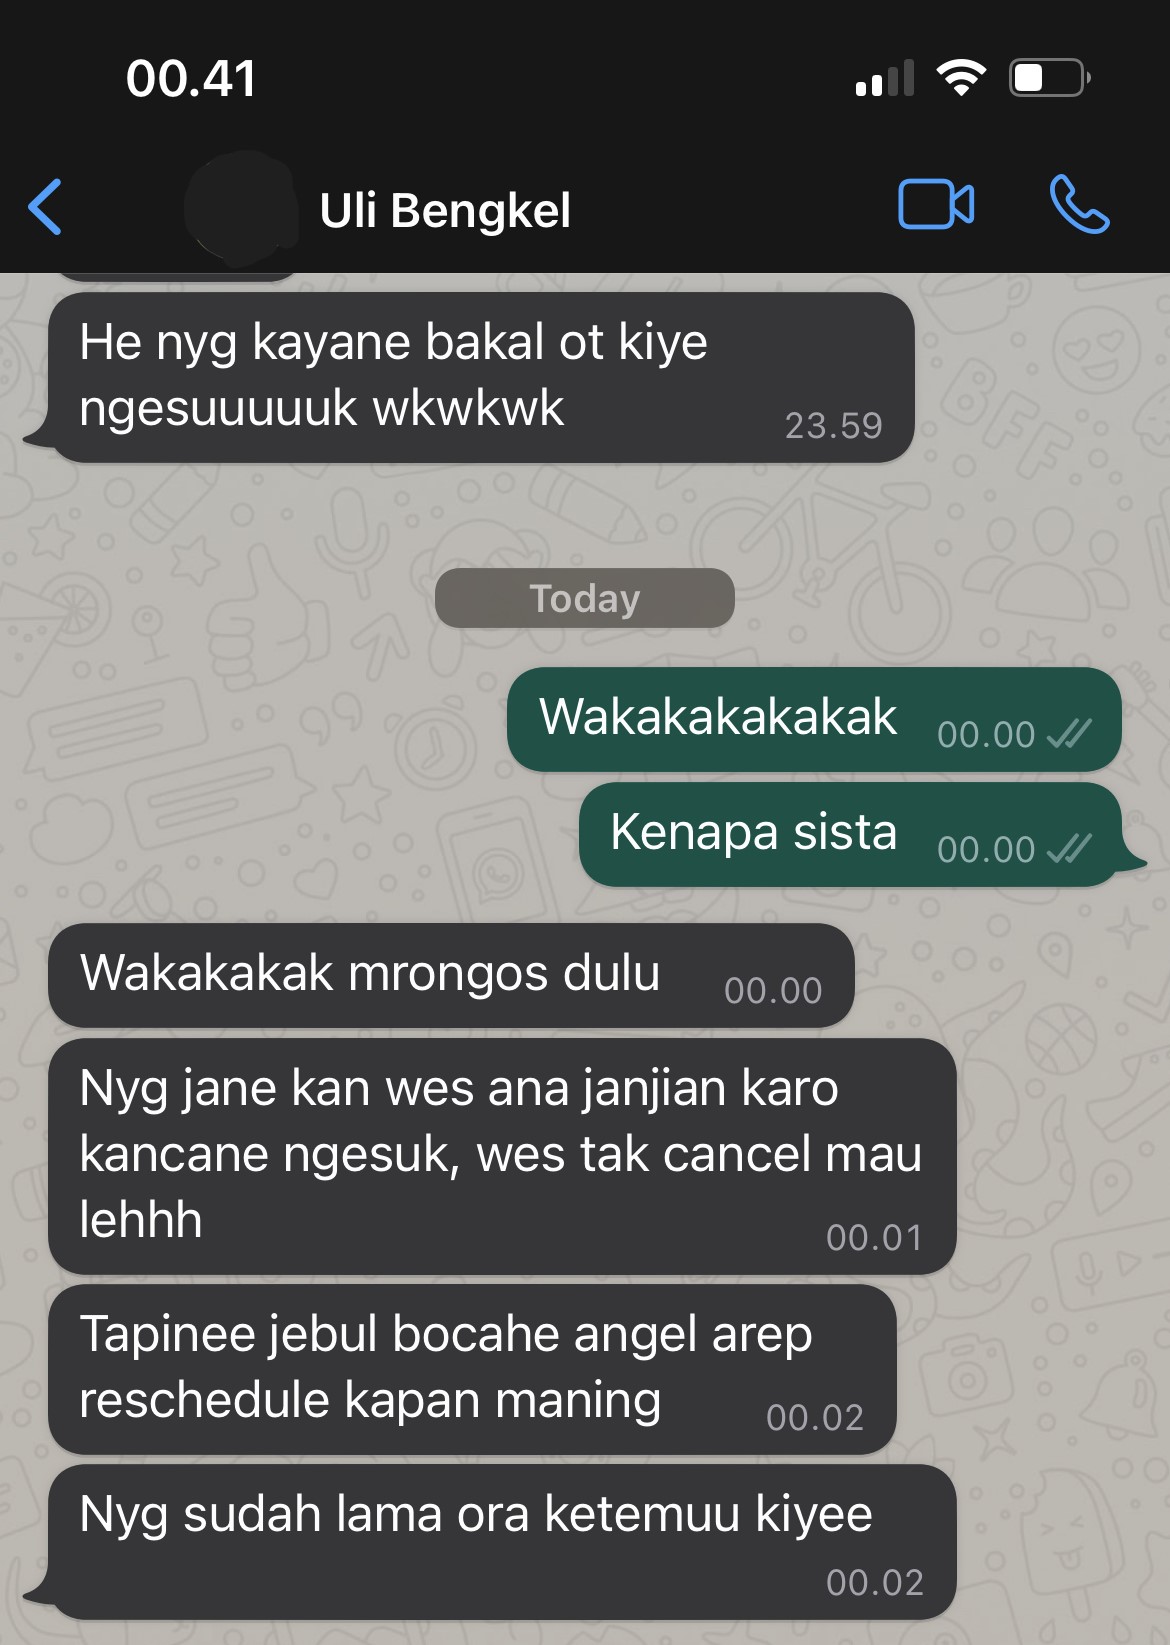 00.41
Uli Bengkel
He nyg kayane bakal ot kiye
ngesuuuuuk wkwkwk
23.59
Today
Wakakakakakak 00.00
Kenapa sista 00.00
Wakakakak mrongos dulu 00.00
Nyg jane kan wes ana janjian karo
kancane ngesuk, wes tak cancel mau
lehhh
00.01
Tapinee jebul bocahe angel arep
reschedule kapan maning
00.02
Nyg sudah lama ora ketemuu kiyee
00.02